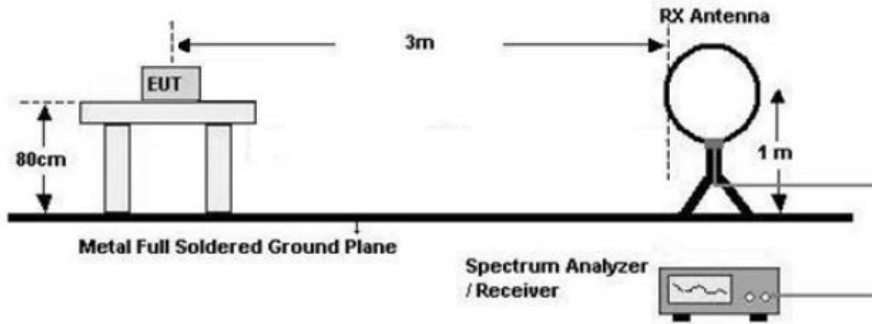 RX Antenna
3m
EUT
80cm
1 m
Metal Full Soldered Ground Plane
Spectrum Analyzer
/ Receiver